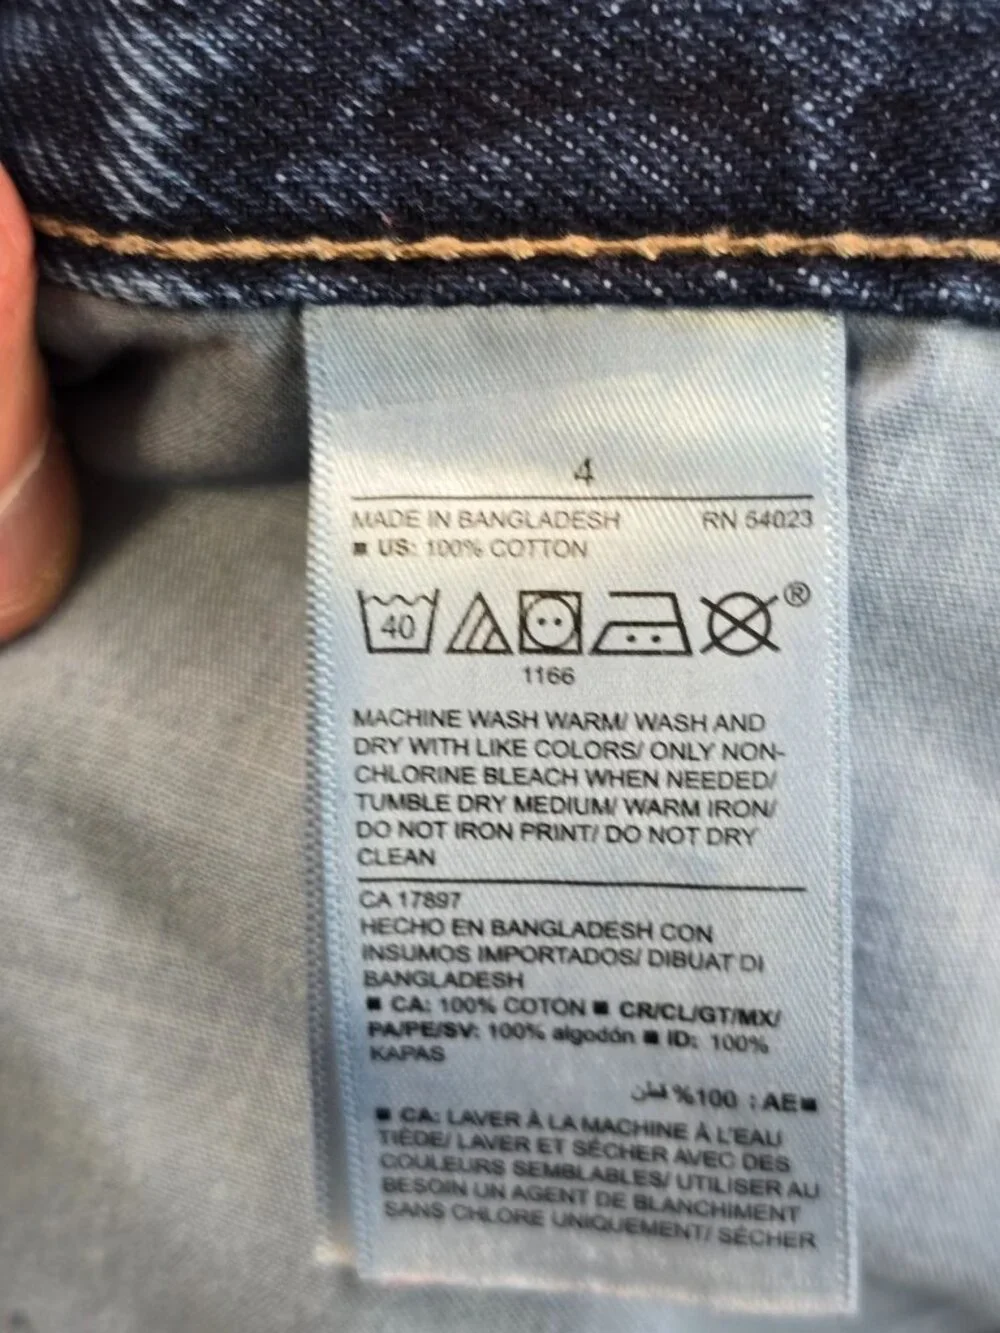 4
MADE IN BANGLADESH RN 54023
■ US: 100% COTTON
40 ®
1166
MACHINE WASH WARM/ WASH AND
DRY WITH LIKE COLORS/ ONLY NON-
CHLORINE BLEACH WHEN NEEDED/
TUMBLE DRY MEDIUM/ WARM IRON/
DO NOT IRON PRINT/ DO NOT DRY
CLEAN
CA 17897
HECHO EN BANGLADESH CON
INSUMOS IMPORTADOS/ DIBUAT DI
BANGLADESH
■ CA: 100% COTON ■ CR/CL/GT/MX/
PA/PE/SV: 100% algodón ■ ID: 100%
KAPAS
■AE : 100% قطن
■ CA: LAVER À LA MACHINE À L'EAU
TIÈDE/ LAVER ET SÉCHER AVEC DES
COULEURS SEMBLABLES/ UTILISER AU
BESOIN UN AGENT DE BLANCHIMENT
SANS CHLORE UNIQUEMENT/ SÉCHER